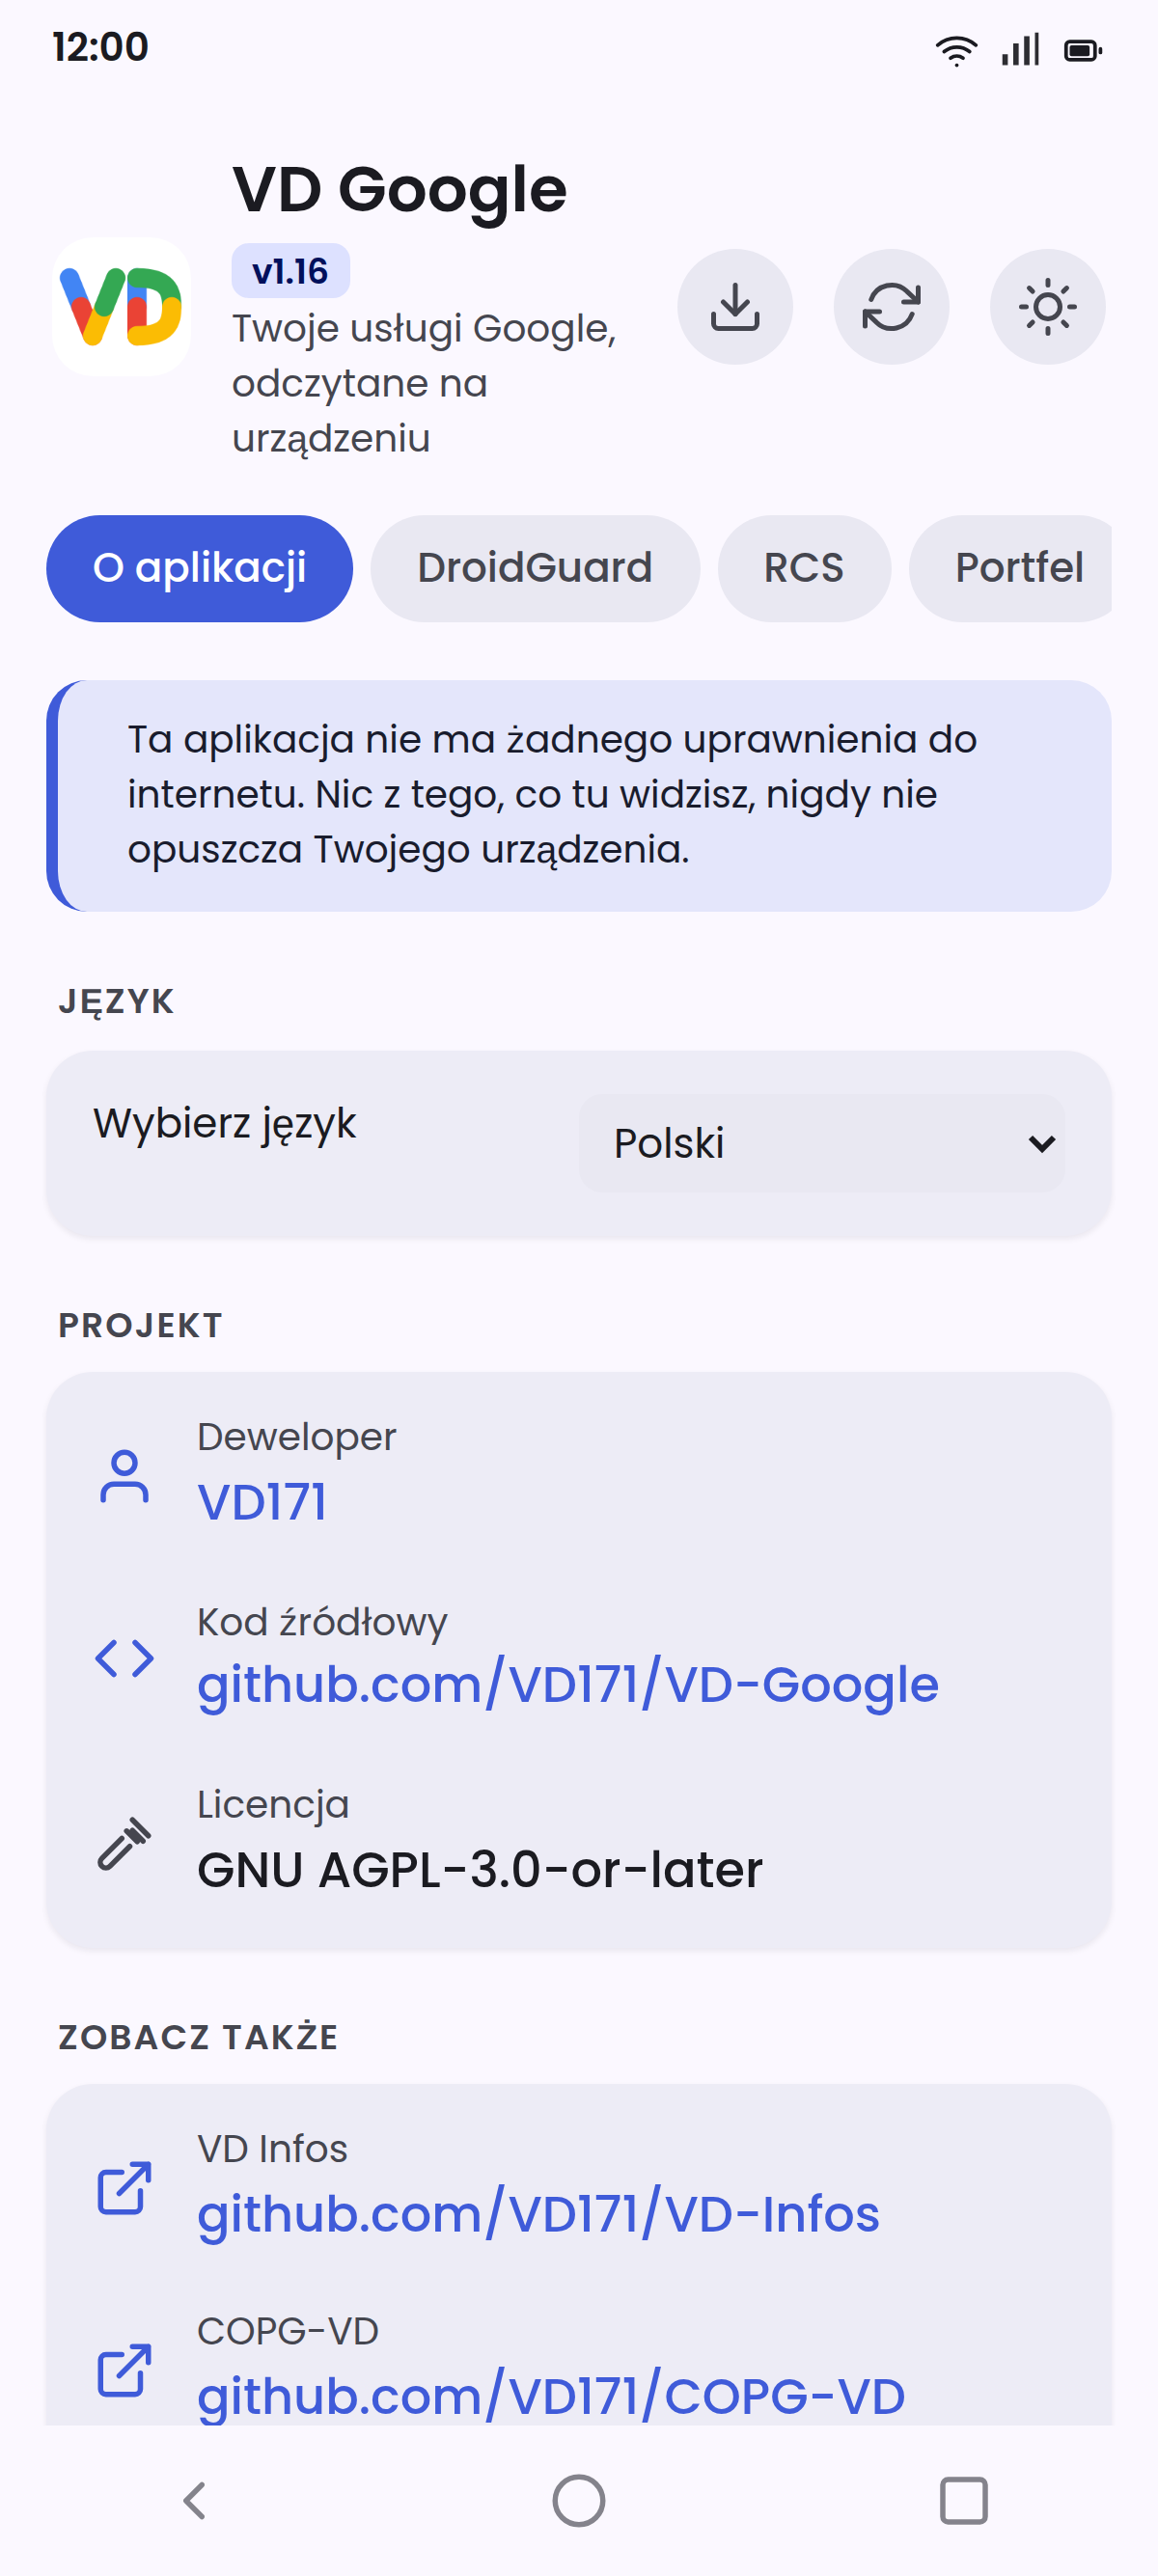 12:00
VD Google
VD
v1.16
Twoje usługi Google,
odczytane na
urządzeniu
O aplikacji
DroidGuard
RCS
Portfel
Ta aplikacja nie ma żadnego uprawnienia do
internetu. Nic z tego, co tu widzisz, nigdy nie
opuszcza Twojego urządzenia.
JĘZYK
Wybierz język
Polski
PROJEKT
Deweloper
VD171
Kod źródłowy
github.com/VD171/VD-Google
Licencja
GNU AGPL-3.0-or-later
ZOBACZ TAKŻE
VD Infos
github.com/VD171/VD-Infos
COPG-VD
github.com/VD171/COPG-VD